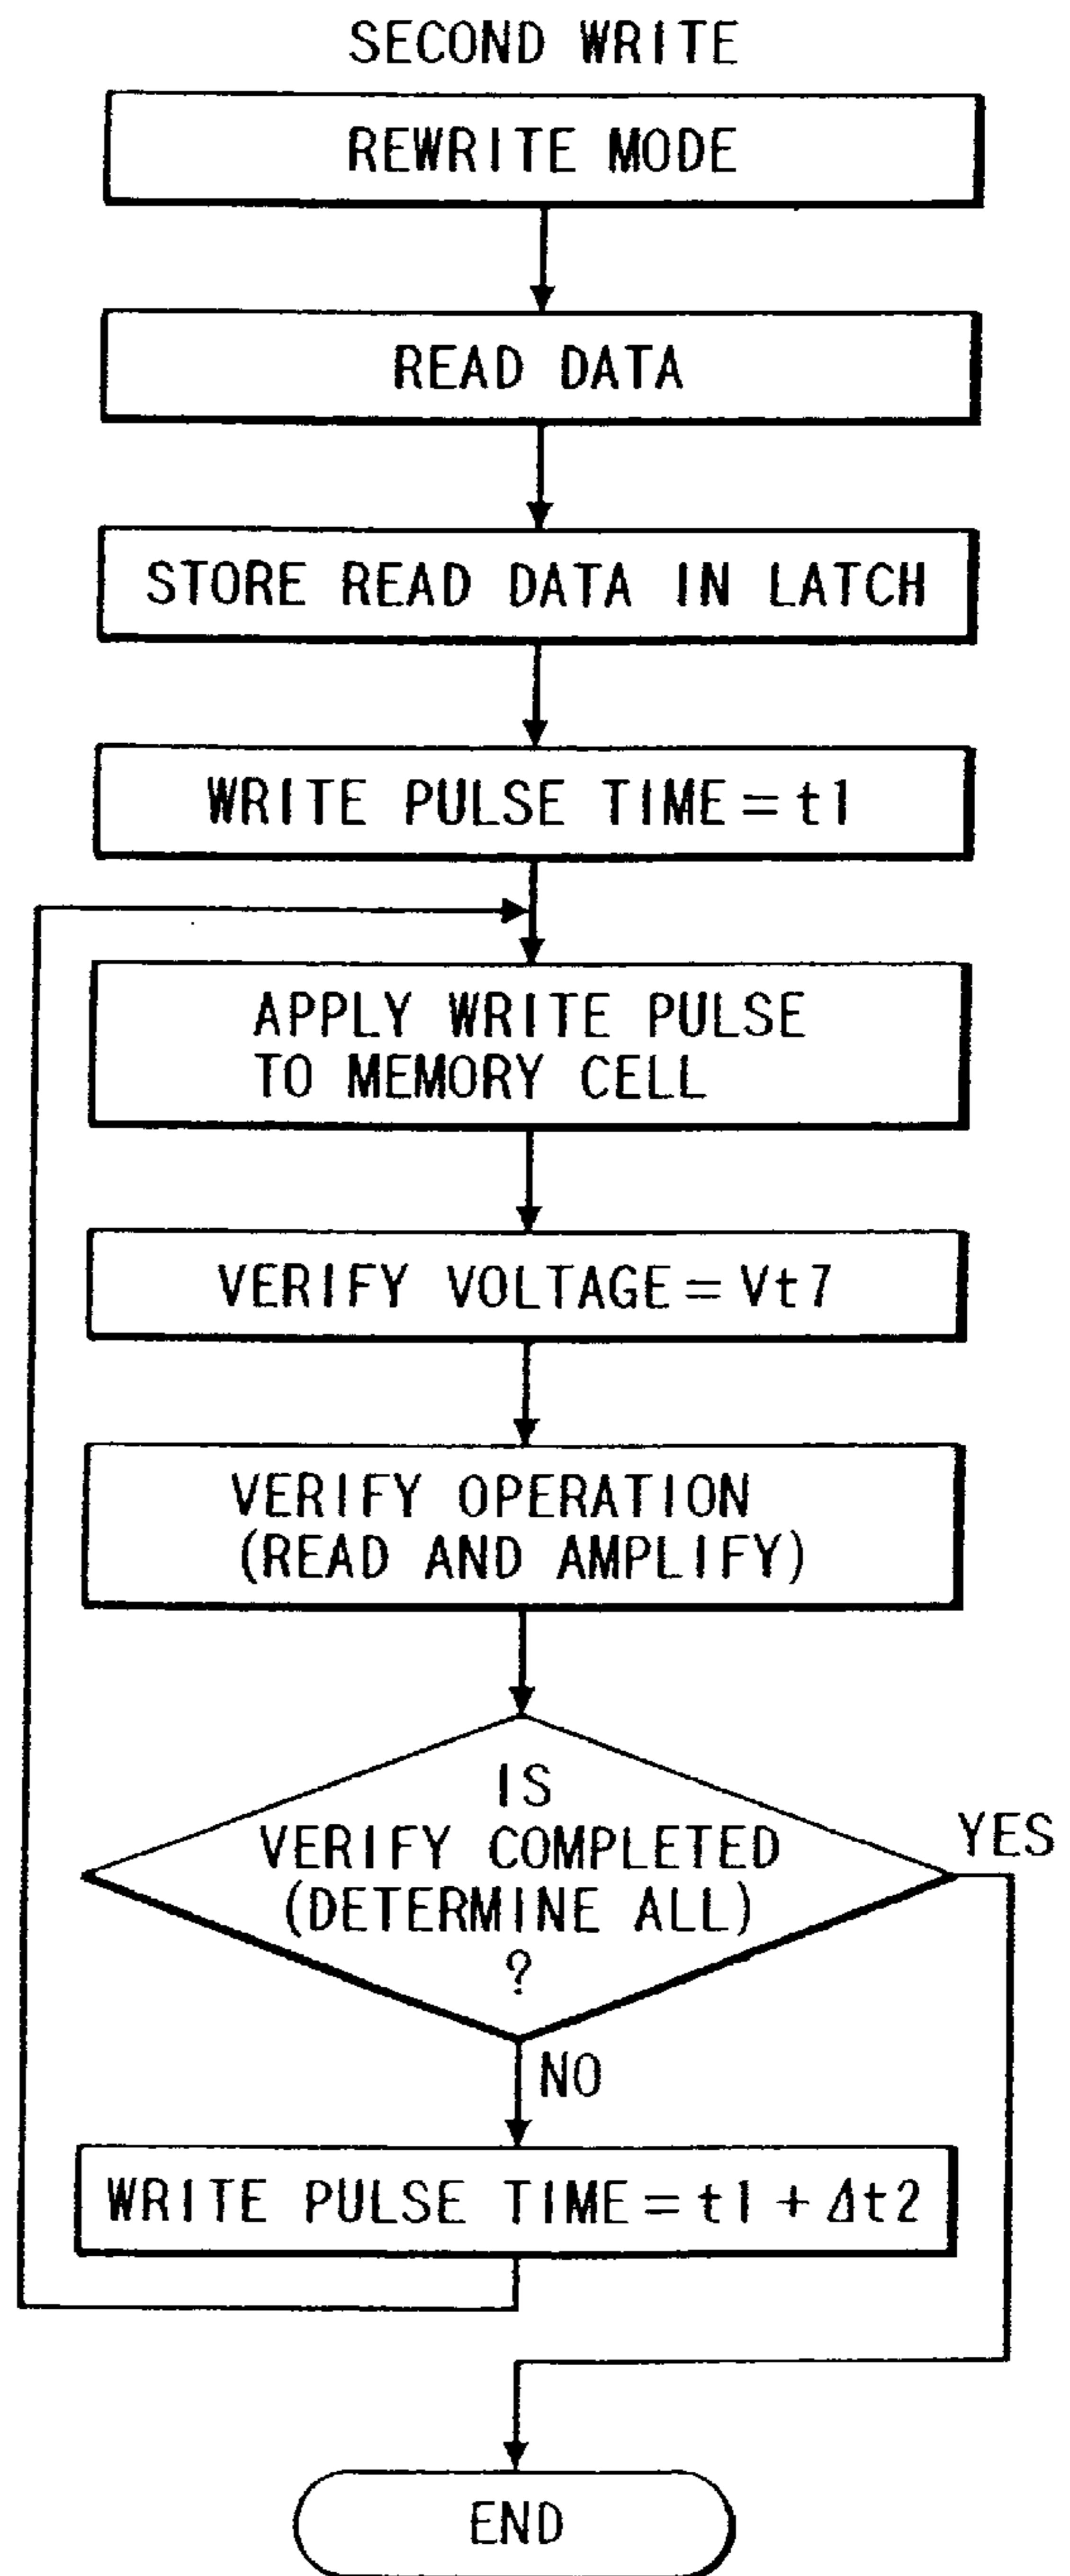 SECOND WRITE
REWRITE MODE
READ DATA
STORE READ DATA IN LATCH
WRITE PULSE TIME = t1
APPLY WRITE PULSE
TO MEMORY CELL
VERIFY VOLTAGE = Vt7
VERIFY OPERATION
(READ AND AMPLIFY)
IS
VERIFY COMPLETED
(DETERMINE ALL)
?
YES
NO
WRITE PULSE TIME = t1 + Δt2
END